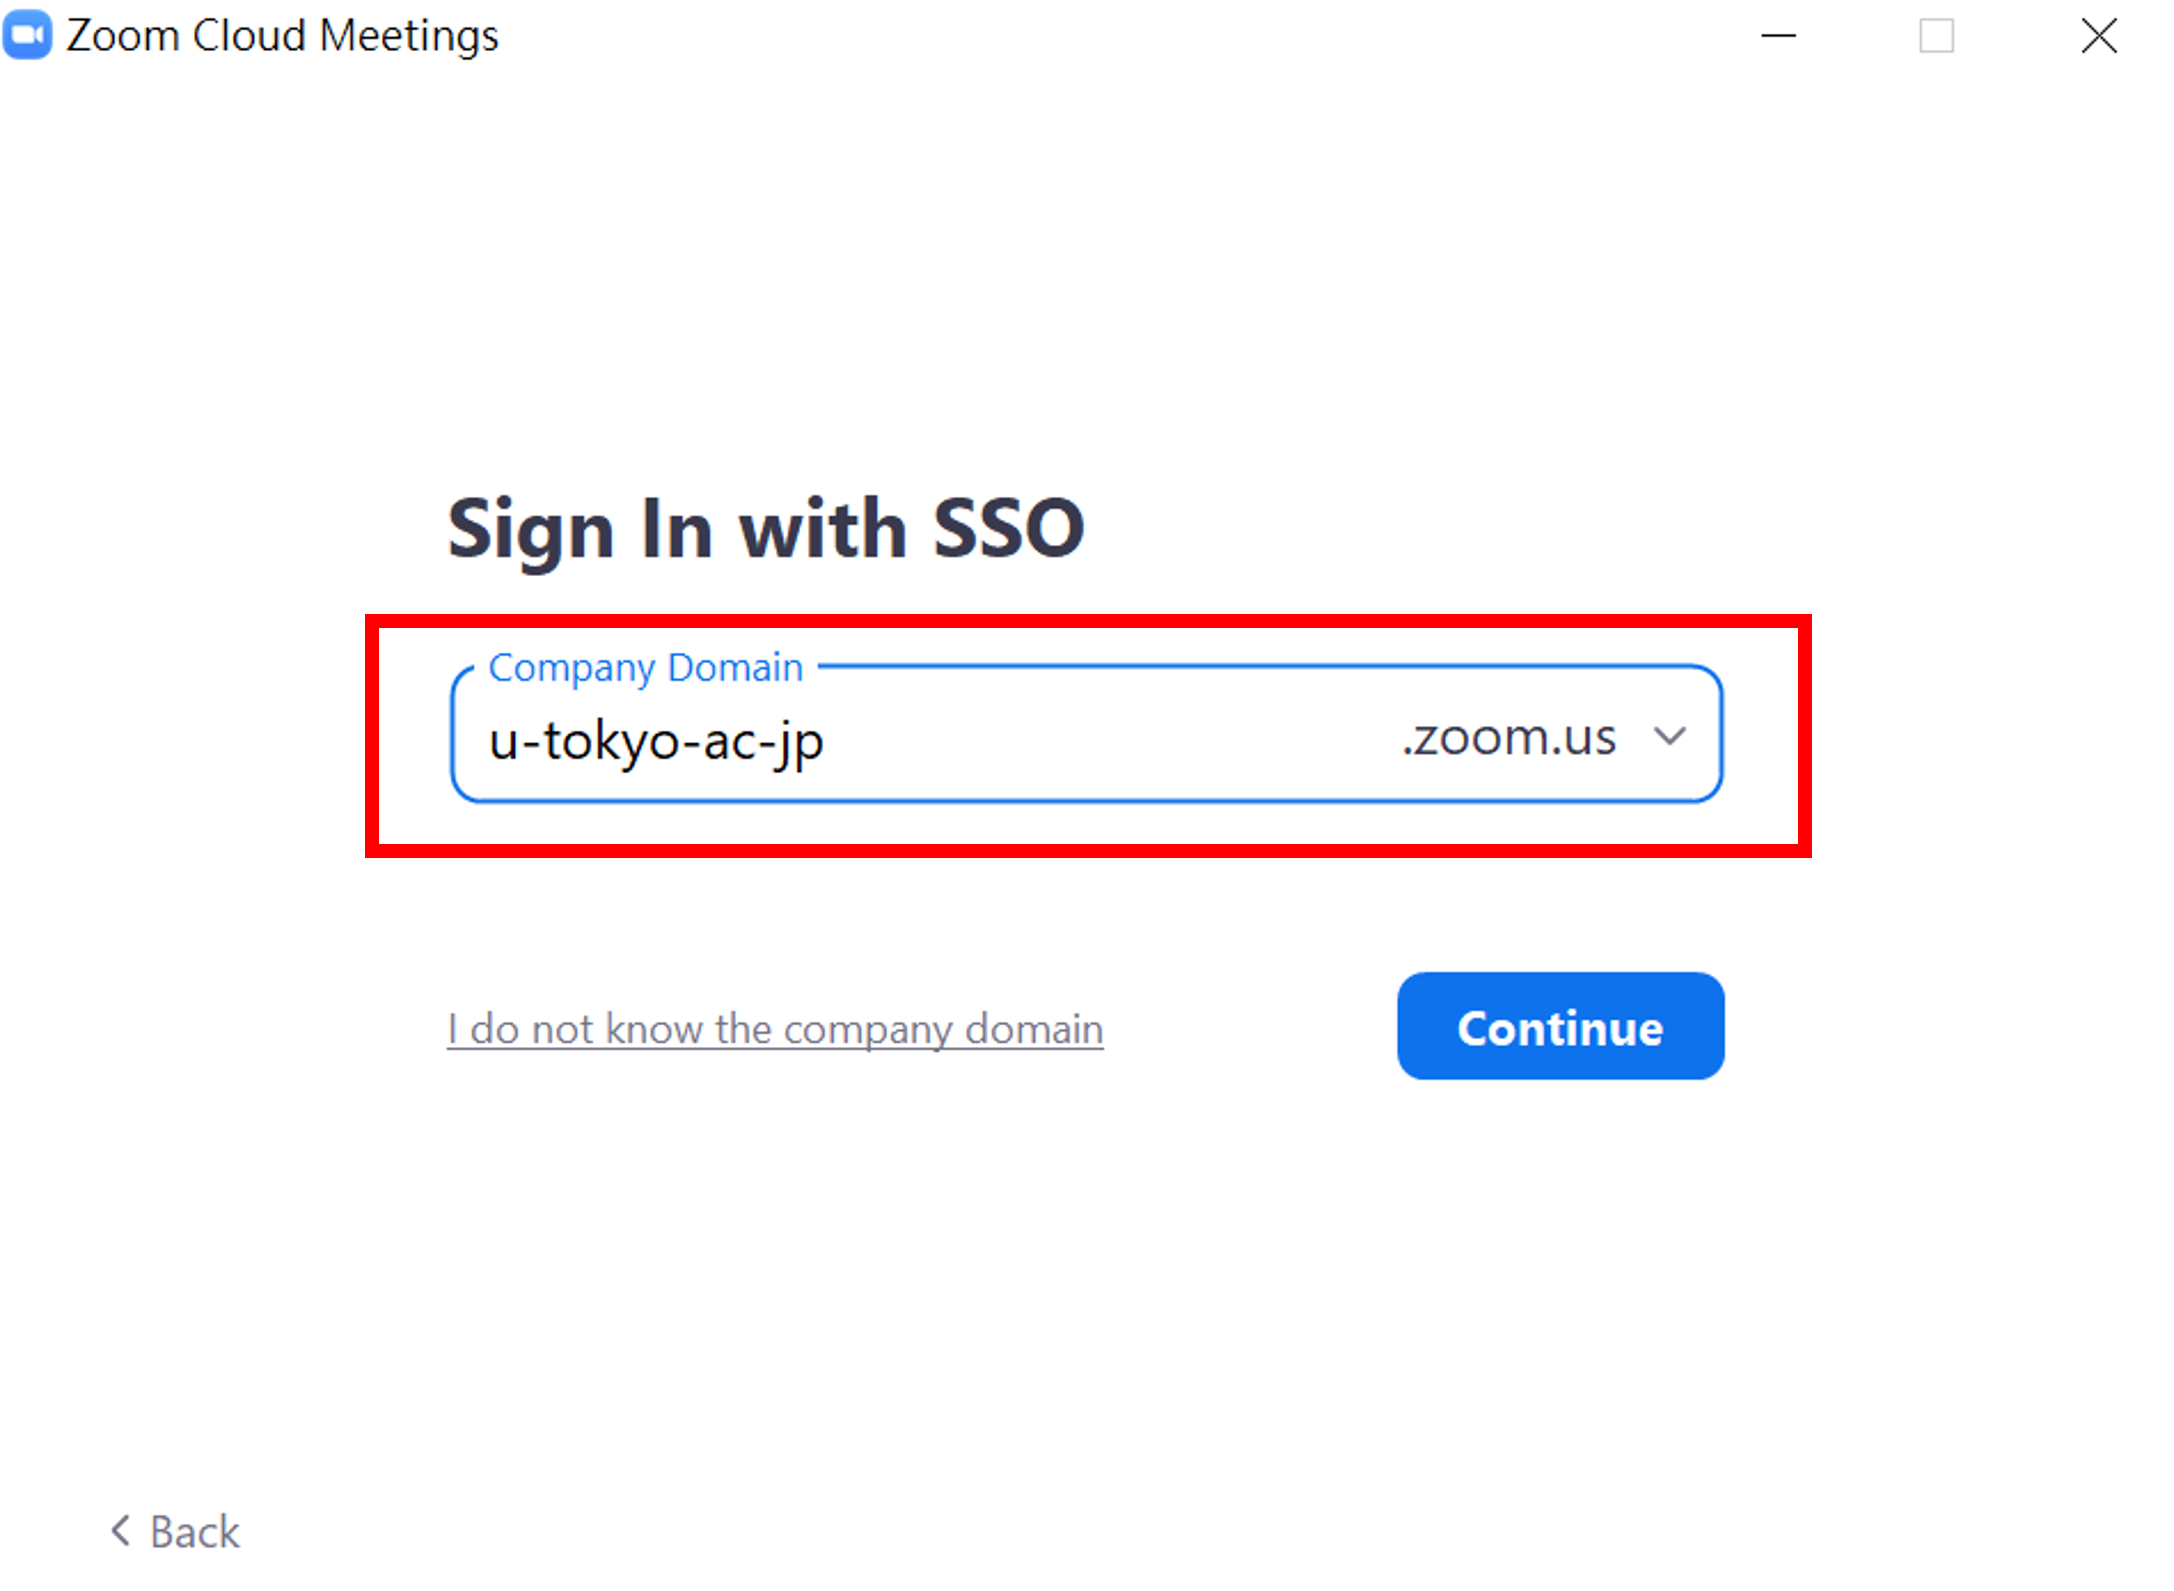 Zoom Cloud Meetings
Sign In with SSO
Company Domain
u-tokyo-ac-jp .zoom.us
I do not know the company domain
Continue
Back